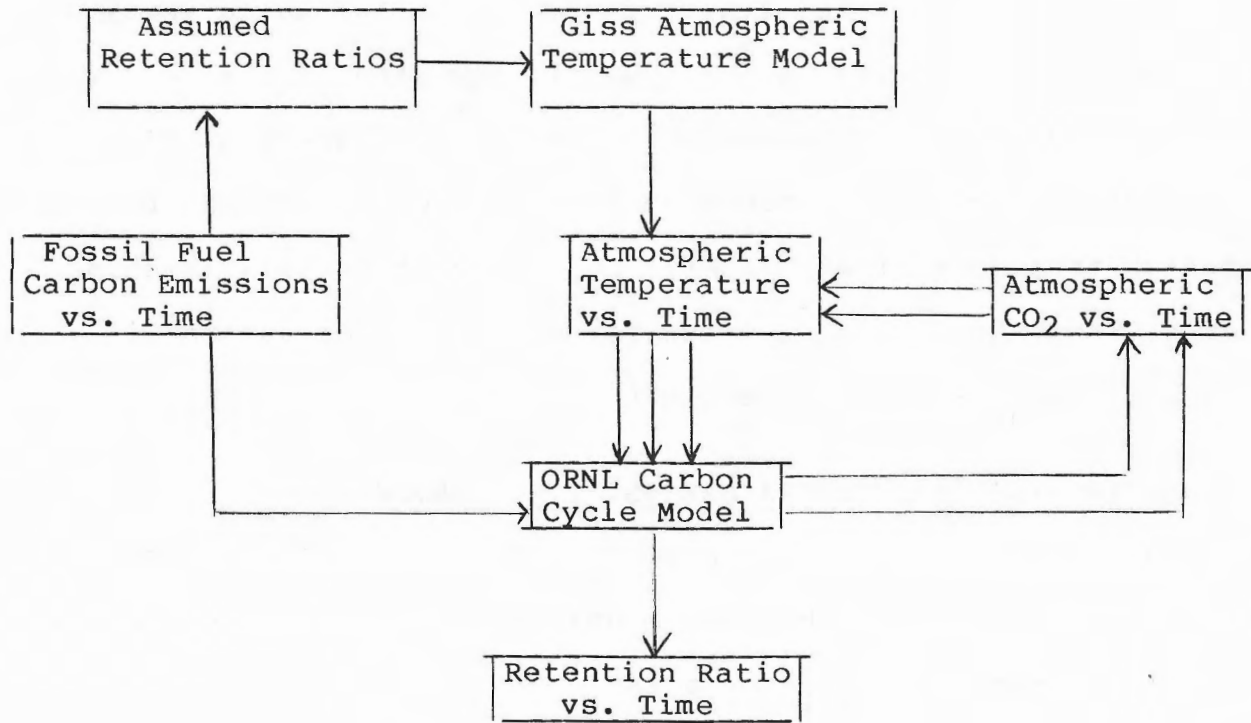 Assumed
Retention Ratios
Giss Atmospheric
Temperature Model
Fossil Fuel
Carbon Emissions
vs. Time
Atmospheric
Temperature
vs. Time
Atmospheric
CO₂ vs. Time
ORNL Carbon
Cycle Model
Retention Ratio
vs. Time